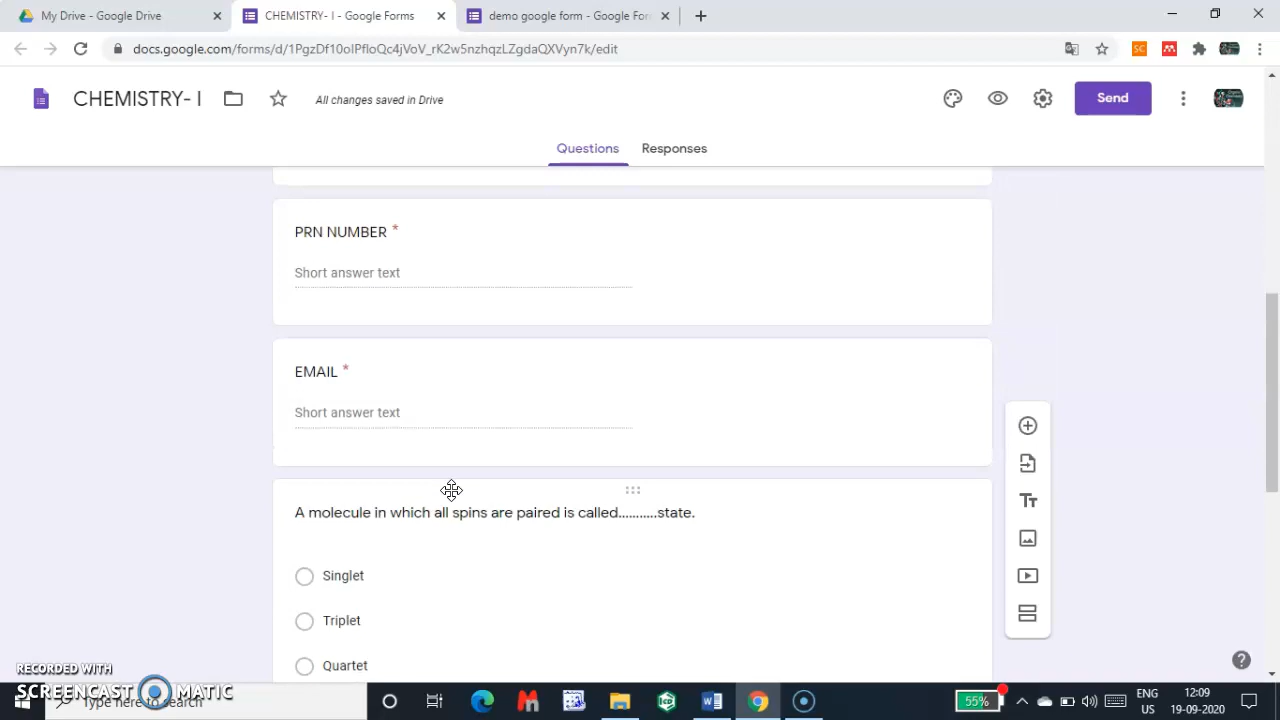 My Drive - Google Drive
CHEMISTRY- I - Google Forms
demo google form - Google For
docs.google.com/forms/d/1PgzDf10oIPfIoQc4jVoV_rK2w5nzhqzLZgdaQXVyn7k/edit
CHEMISTRY- I
All changes saved in Drive
Send
Questions
Responses
PRN NUMBER *
Short answer text
EMAIL *
Short answer text
A molecule in which all spins are paired is called...........state.
Singlet
Triplet
Quartet
RECORDED WITH
SCREENCAST MATIC
Type here to search
55%
ENG
US
12:09
19-09-2020